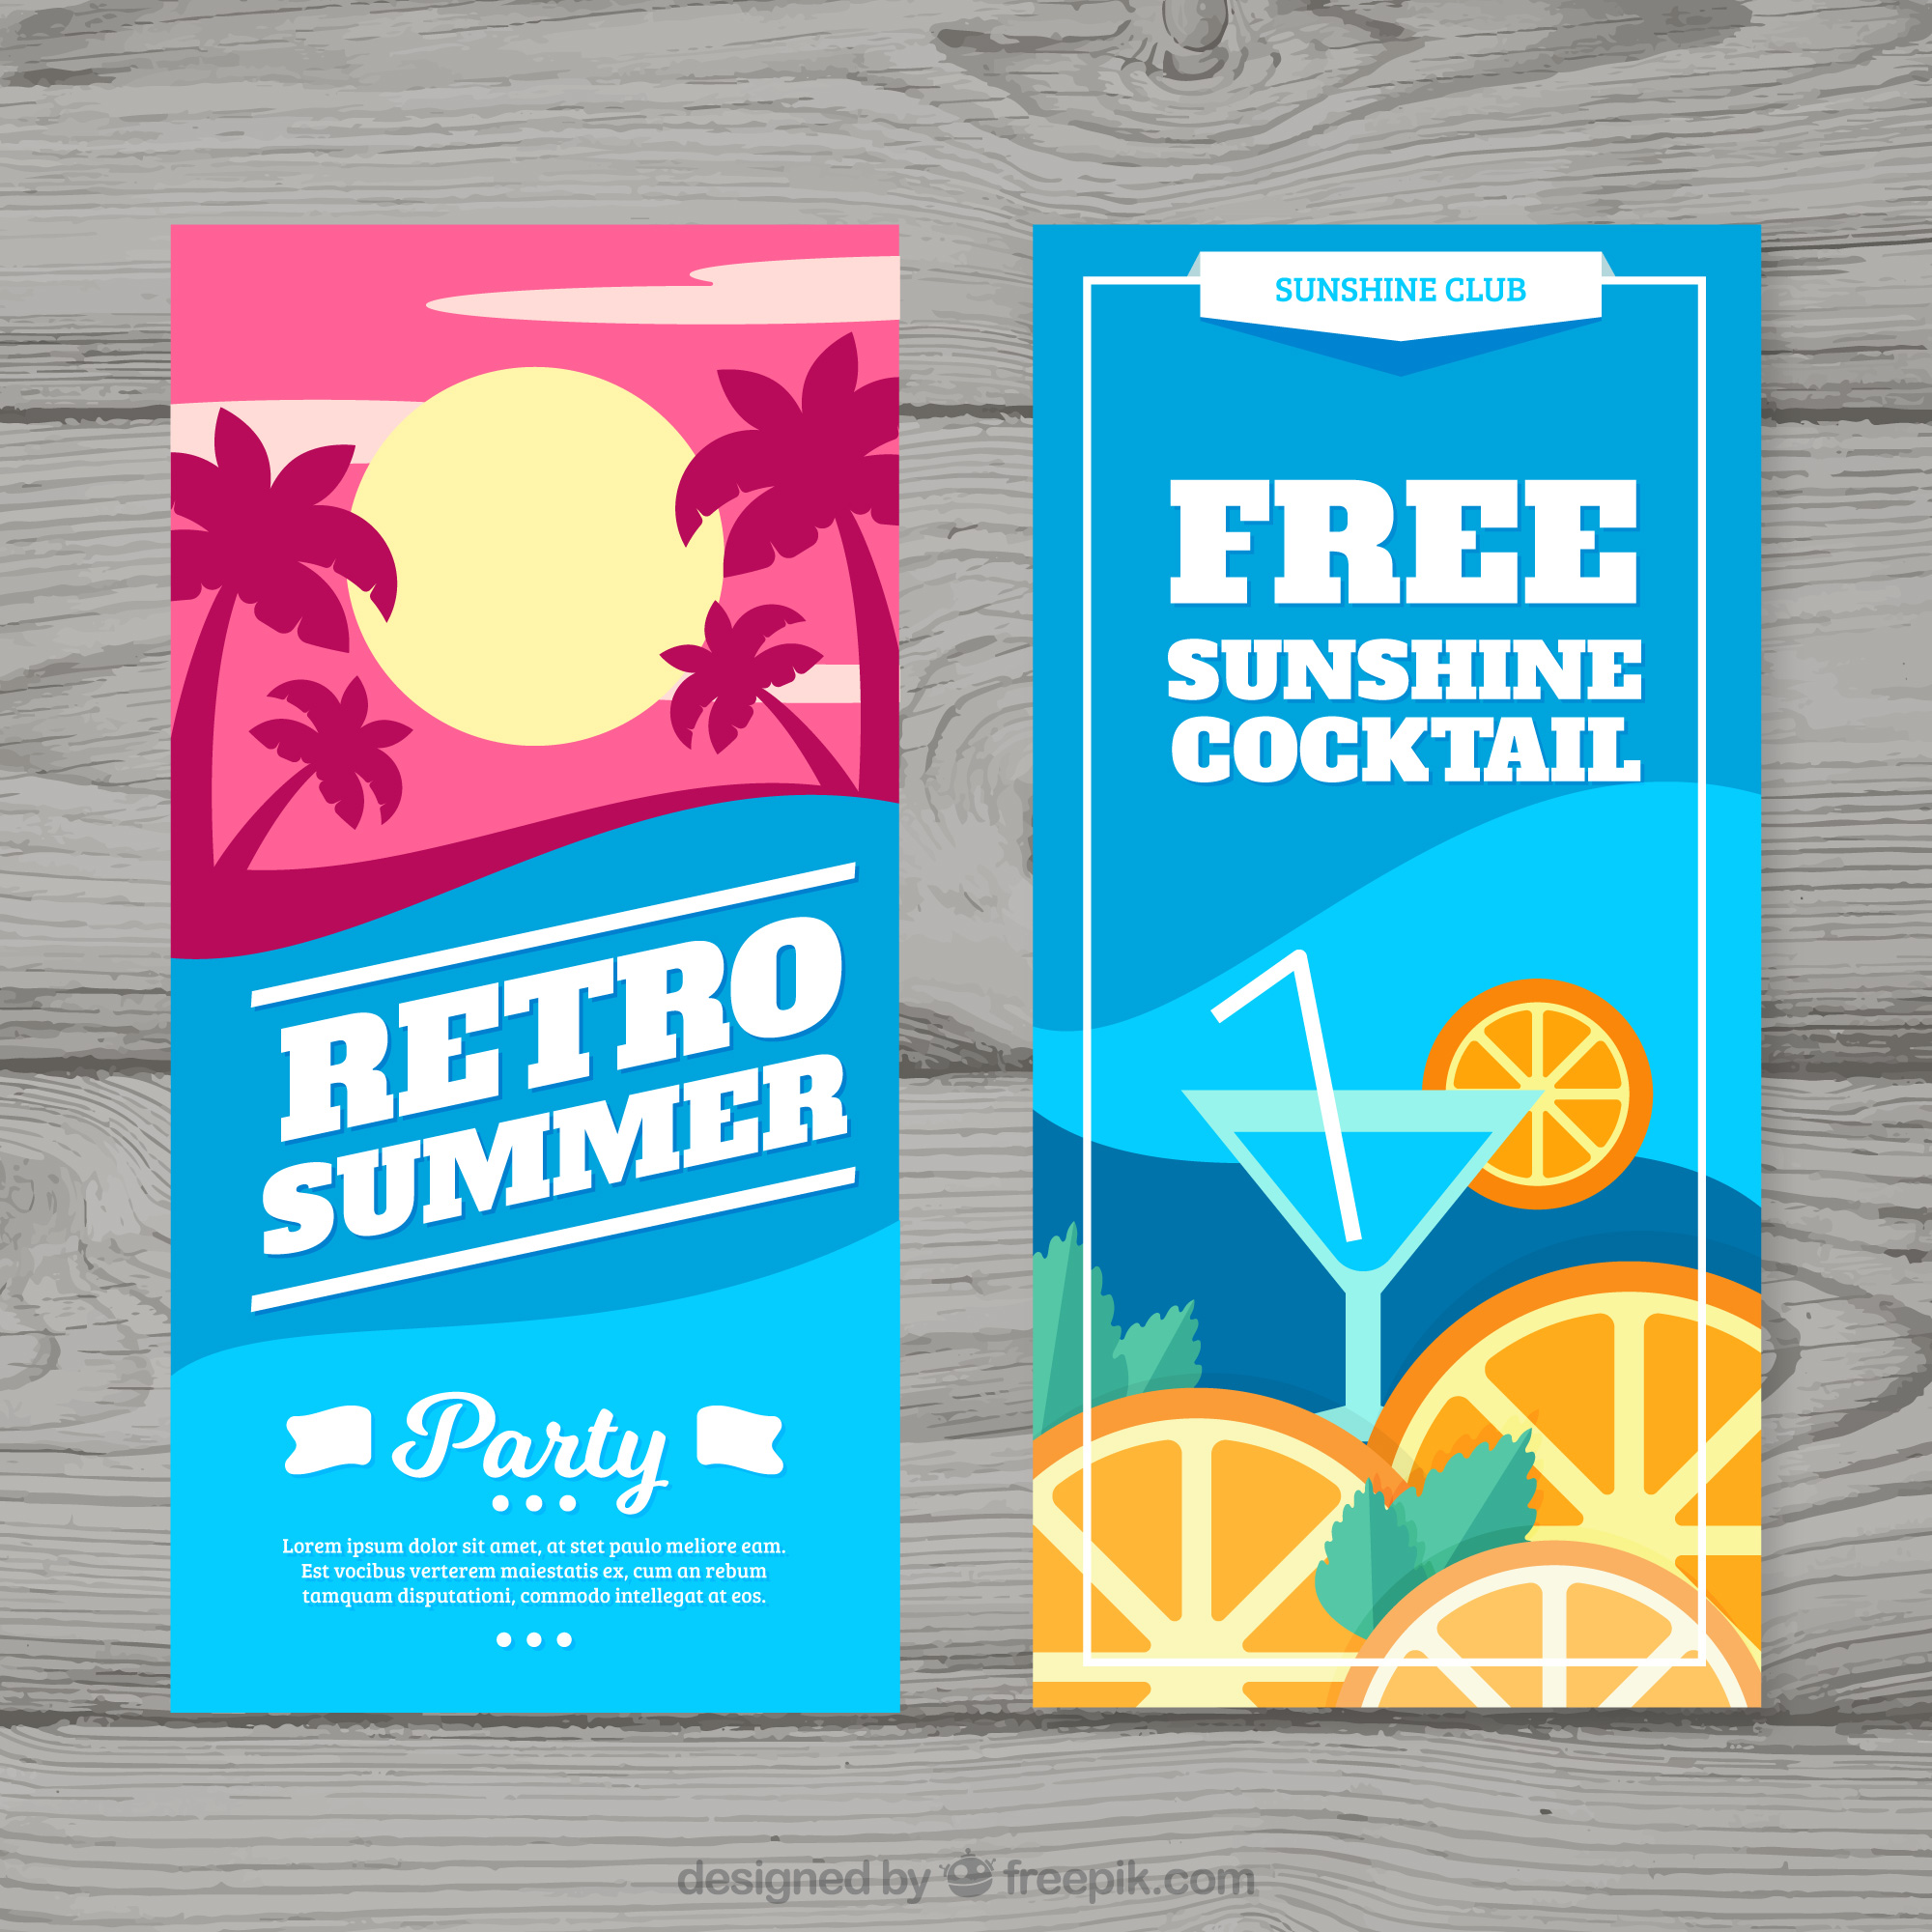 RETRO
SUMMER
Party
Lorem ipsum dolor sit amet, at stet paulo meliore eam.
Est vocibus verterem maiestatis ex, cum an rebum
tamquam disputationi, commodo intellegat at eos.
SUNSHINE CLUB
FREE
SUNSHINE
COCKTAIL
designed by freepik.com